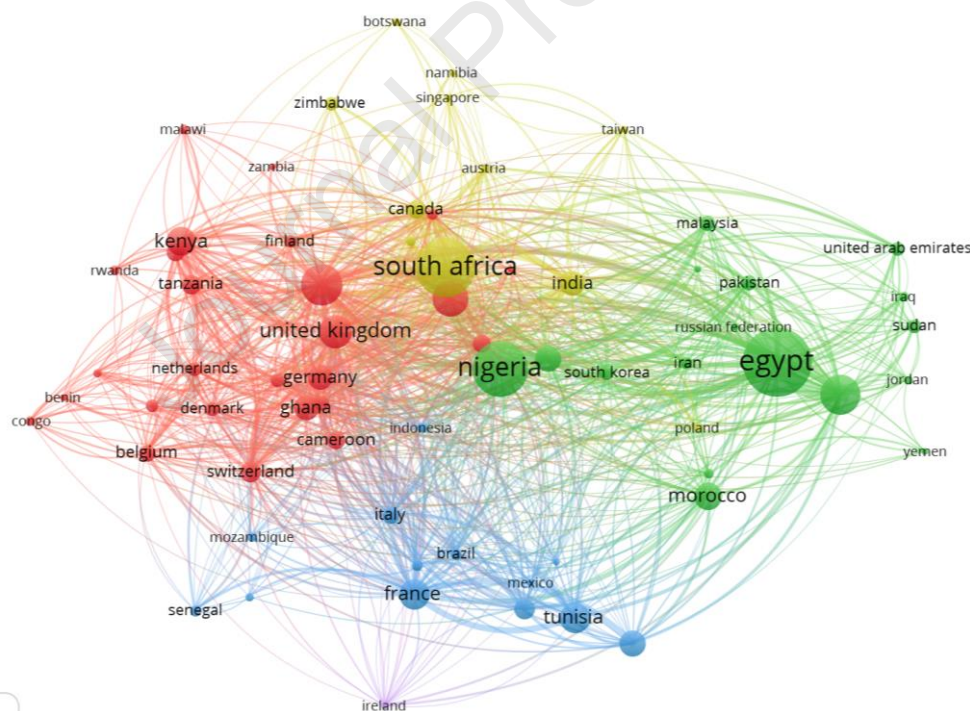 botswana
namibia
singapore
zimbabwe
malawi
taiwan
zambia
austria
canada
malaysia
kenya
finland
united arab emirates
south africa
rwanda
tanzania
india
pakistan
iraq
united kingdom
russian federation
sudan
nigeria
egypt
netherlands
iran
south korea
germany
jordan
benin
denmark
ghana
congo
indonesia
poland
cameroon
belgium
yemen
switzerland
morocco
italy
mozambique
brazil
mexico
france
senegal
tunisia
ireland